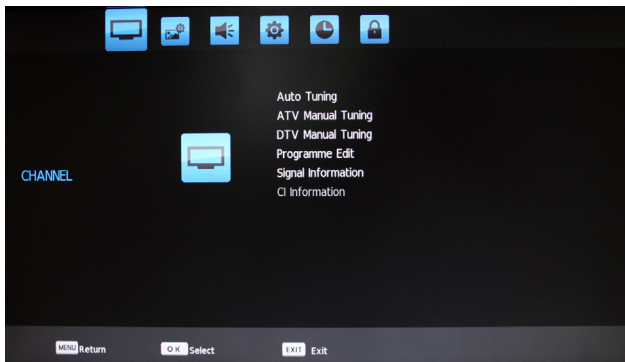 Auto Tuning
ATV Manual Tuning
DTV Manual Tuning
Programme Edit
Signal Information
CI Information
CHANNEL
MENU Return
OK Select
EXIT Exit